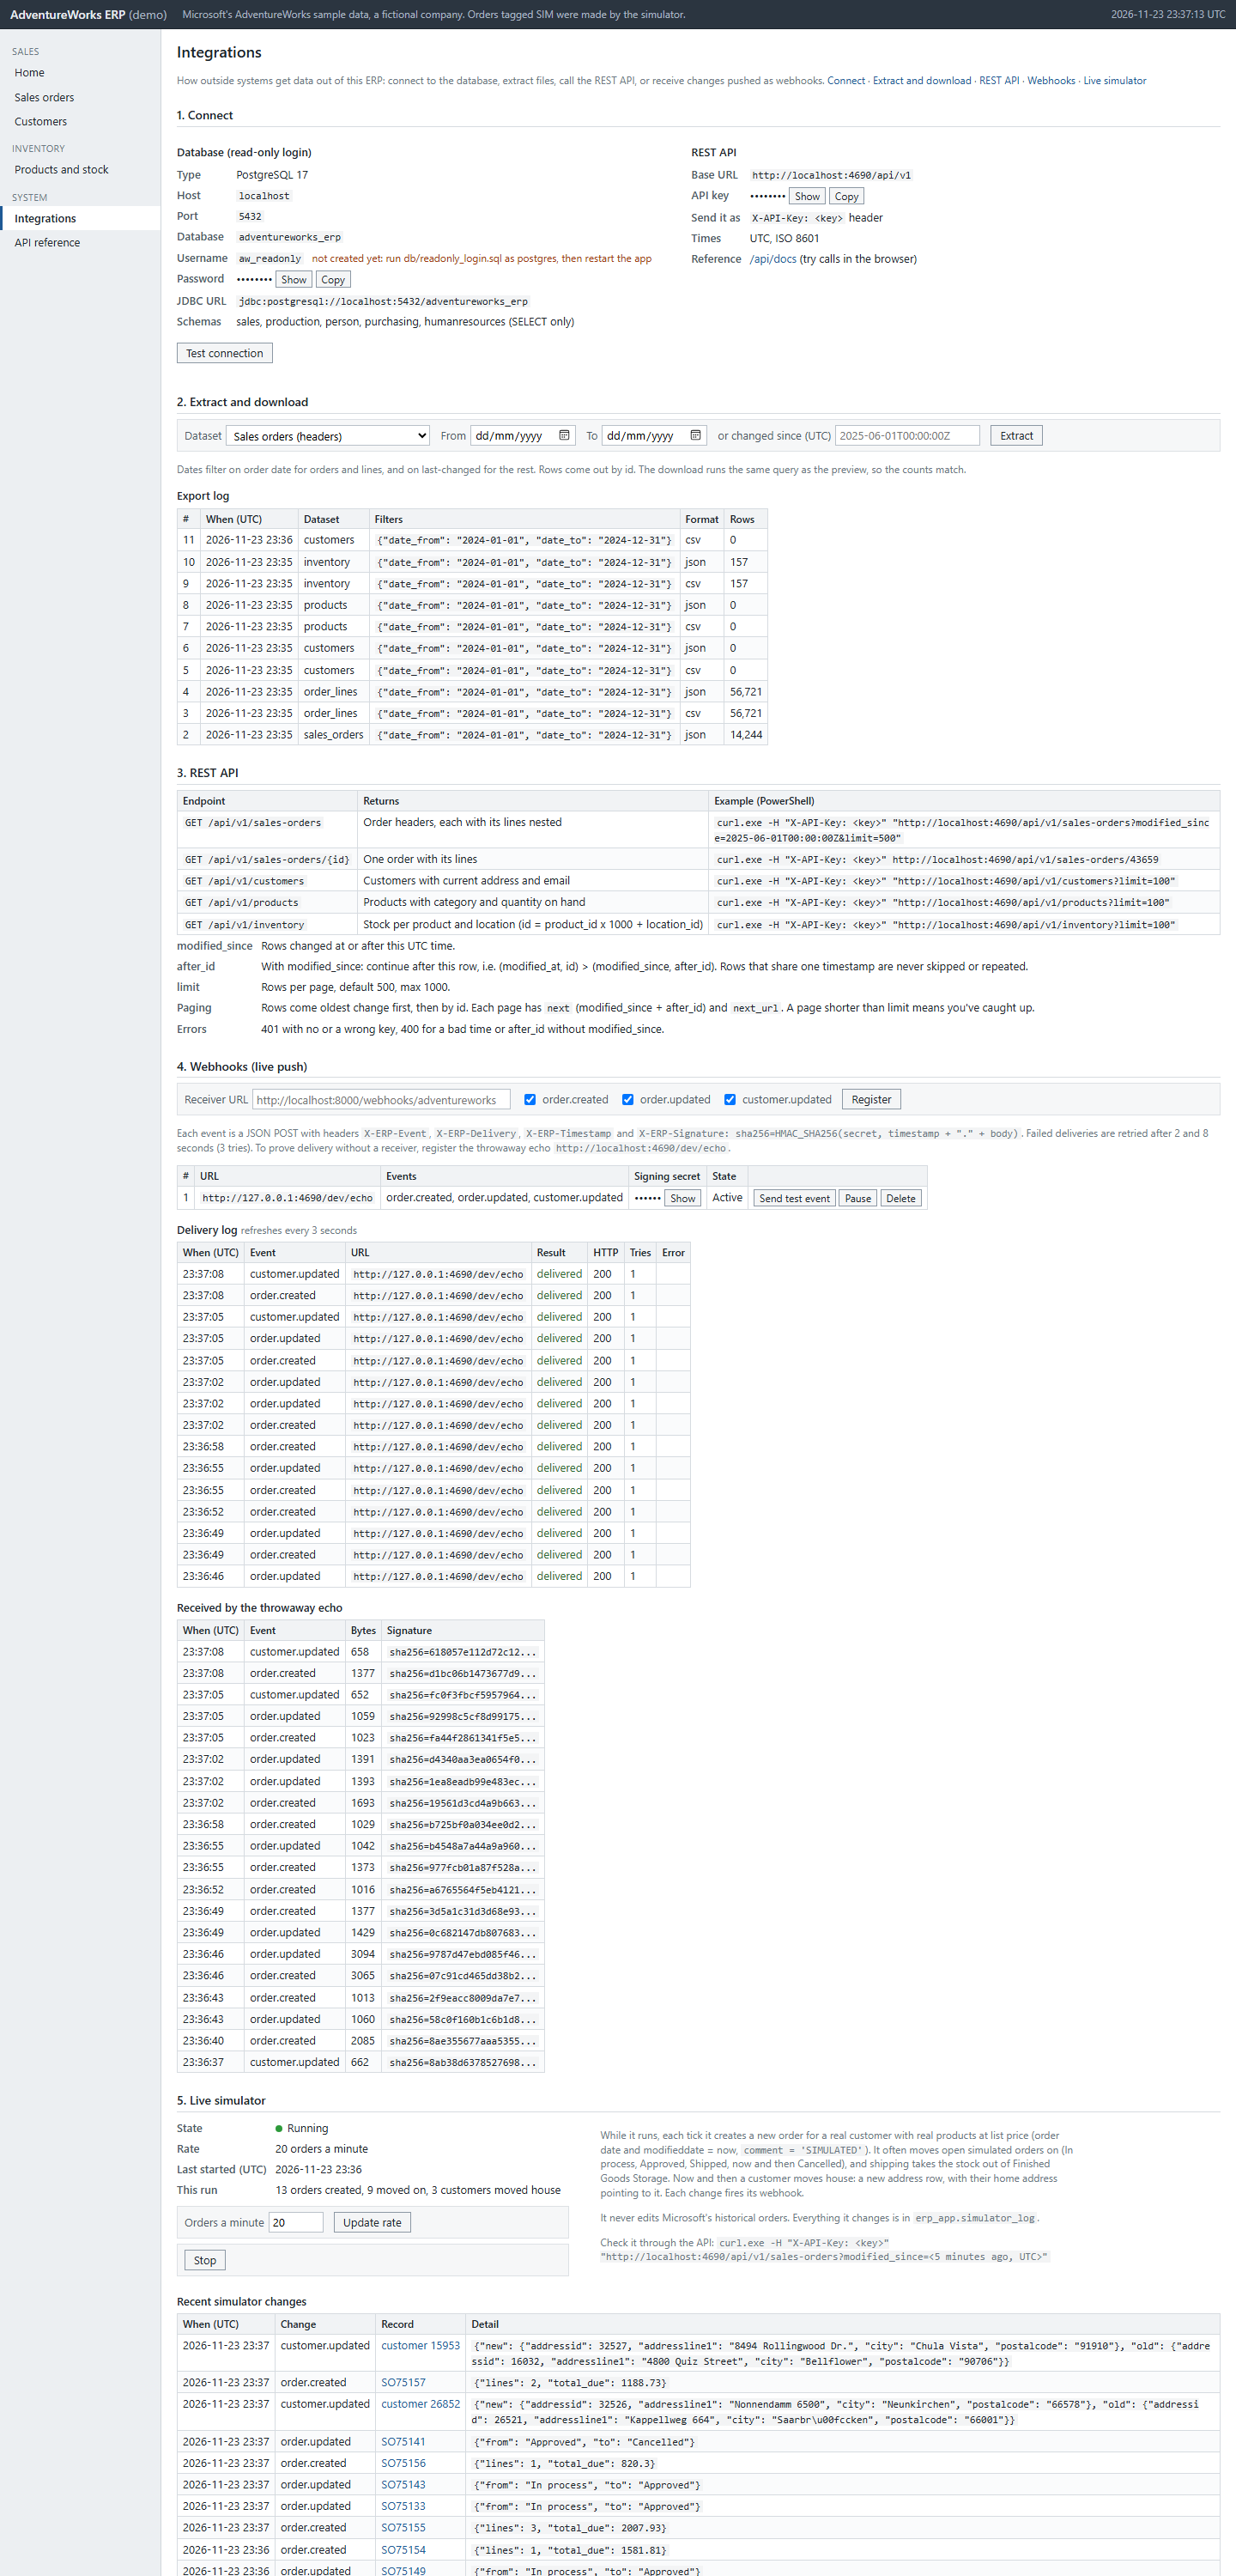 AdventureWorks ERP (demo) Microsoft's AdventureWorks sample data, a fictional company. Orders tagged SIM were made by the simulator. 2026-11-23 23:37:13 UTC
SALES
Home
Sales orders
Customers
INVENTORY
Products and stock
SYSTEM
Integrations
API reference
Integrations
How outside systems get data out of this ERP: connect to the database, extract files, call the REST API, or receive changes pushed as webhooks. Connect · Extract and download · REST API · Webhooks · Live simulator
1. Connect
Database (read-only login)
Type PostgreSQL 17
Host localhost
Port 5432
Database adventureworks_erp
Username aw_readonly not created yet: run db/readonly_login.sql as postgres, then restart the app
Password •••••••• Show Copy
JDBC URL jdbc:postgresql://localhost:5432/adventureworks_erp
Schemas sales, production, person, purchasing, humanresources (SELECT only)
Test connection
REST API
Base URL http://localhost:4690/api/v1
API key •••••••• Show Copy
Send it as X-API-Key: <key> header
Times UTC, ISO 8601
Reference /api/docs (try calls in the browser)
2. Extract and download
Dataset Sales orders (headers) From dd/mm/yyyy To dd/mm/yyyy or changed since (UTC) 2025-06-01T00:00:00Z Extract
Dates filter on order date for orders and lines, and on last-changed for the rest. Rows come out by id. The download runs the same query as the preview, so the counts match.
Export log
# When (UTC) Dataset Filters Format Rows
11 2026-11-23 23:36 customers {"date_from": "2024-01-01", "date_to": "2024-12-31"} csv 0
10 2026-11-23 23:35 inventory {"date_from": "2024-01-01", "date_to": "2024-12-31"} json 157
9 2026-11-23 23:35 inventory {"date_from": "2024-01-01", "date_to": "2024-12-31"} csv 157
8 2026-11-23 23:35 products {"date_from": "2024-01-01", "date_to": "2024-12-31"} json 0
7 2026-11-23 23:35 products {"date_from": "2024-01-01", "date_to": "2024-12-31"} csv 0
6 2026-11-23 23:35 customers {"date_from": "2024-01-01", "date_to": "2024-12-31"} json 0
5 2026-11-23 23:35 customers {"date_from": "2024-01-01", "date_to": "2024-12-31"} csv 0
4 2026-11-23 23:35 order_lines {"date_from": "2024-01-01", "date_to": "2024-12-31"} json 56,721
3 2026-11-23 23:35 order_lines {"date_from": "2024-01-01", "date_to": "2024-12-31"} csv 56,721
2 2026-11-23 23:35 sales_orders {"date_from": "2024-01-01", "date_to": "2024-12-31"} json 14,244
3. REST API
Endpoint Returns Example (PowerShell)
GET /api/v1/sales-orders Order headers, each with its lines nested curl.exe -H "X-API-Key: <key>" "http://localhost:4690/api/v1/sales-orders?modified_sinc
e=2025-06-01T00:00:00Z&limit=500"
GET /api/v1/sales-orders/{id} One order with its lines curl.exe -H "X-API-Key: <key>" http://localhost:4690/api/v1/sales-orders/43659
GET /api/v1/customers Customers with current address and email curl.exe -H "X-API-Key: <key>" "http://localhost:4690/api/v1/customers?limit=100"
GET /api/v1/products Products with category and quantity on hand curl.exe -H "X-API-Key: <key>" "http://localhost:4690/api/v1/products?limit=100"
GET /api/v1/inventory Stock per product and location (id = product_id x 1000 + location_id) curl.exe -H "X-API-Key: <key>" "http://localhost:4690/api/v1/inventory?limit=100"
modified_since Rows changed at or after this UTC time.
after_id With modified_since: continue after this row, i.e. (modified_at, id) > (modified_since, after_id). Rows that share one timestamp are never skipped or repeated.
limit Rows per page, default 500, max 1000.
Paging Rows come oldest change first, then by id. Each page has next (modified_since + after_id) and next_url. A page shorter than limit means you've caught up.
Errors 401 with no or a wrong key, 400 for a bad time or after_id without modified_since.
4. Webhooks (live push)
Receiver URL http://localhost:8000/webhooks/adventureworks order.created order.updated customer.updated Register
Each event is a JSON POST with headers X-ERP-Event, X-ERP-Delivery, X-ERP-Timestamp and X-ERP-Signature: sha256=HMAC_SHA256(secret, timestamp + "." + body). Failed deliveries are retried after 2 and 8
seconds (3 tries). To prove delivery without a receiver, register the throwaway echo http://localhost:4690/dev/echo.
# URL Events Signing secret State
1 http://127.0.0.1:4690/dev/echo order.created, order.updated, customer.updated •••••• Show Active Send test event Pause Delete
Delivery log refreshes every 3 seconds
When (UTC) Event URL Result HTTP Tries Error
23:37:08 customer.updated http://127.0.0.1:4690/dev/echo delivered 200 1
23:37:08 order.created http://127.0.0.1:4690/dev/echo delivered 200 1
23:37:05 customer.updated http://127.0.0.1:4690/dev/echo delivered 200 1
23:37:05 order.updated http://127.0.0.1:4690/dev/echo delivered 200 1
23:37:05 order.created http://127.0.0.1:4690/dev/echo delivered 200 1
23:37:02 order.updated http://127.0.0.1:4690/dev/echo delivered 200 1
23:37:02 order.updated http://127.0.0.1:4690/dev/echo delivered 200 1
23:37:02 order.created http://127.0.0.1:4690/dev/echo delivered 200 1
23:36:58 order.created http://127.0.0.1:4690/dev/echo delivered 200 1
23:36:55 order.updated http://127.0.0.1:4690/dev/echo delivered 200 1
23:36:55 order.created http://127.0.0.1:4690/dev/echo delivered 200 1
23:36:52 order.created http://127.0.0.1:4690/dev/echo delivered 200 1
23:36:49 order.updated http://127.0.0.1:4690/dev/echo delivered 200 1
23:36:49 order.created http://127.0.0.1:4690/dev/echo delivered 200 1
23:36:46 order.updated http://127.0.0.1:4690/dev/echo delivered 200 1
Received by the throwaway echo
When (UTC) Event Bytes Signature
23:37:08 customer.updated 658 sha256=618057e112d72c12...
23:37:08 order.created 1377 sha256=d1bc06b1473677d9...
23:37:05 customer.updated 652 sha256=fc0f3fbcf5957964...
23:37:05 order.updated 1059 sha256=92998c5cf8d99175...
23:37:05 order.created 1023 sha256=fa44f2861341f5e5...
23:37:02 order.updated 1391 sha256=d4340aa3ea0654f0...
23:37:02 order.updated 1393 sha256=1ea8eadb99e483ec...
23:37:02 order.created 1693 sha256=19561d3cd4a9b663...
23:36:58 order.created 1029 sha256=b725bf0a034ee0d2...
23:36:55 order.updated 1042 sha256=b4548a7a44a9a960...
23:36:55 order.created 1373 sha256=977fcb01a87f528a...
23:36:52 order.created 1016 sha256=a6765564f5eb4121...
23:36:49 order.created 1377 sha256=3d5a1c31d3d68e93...
23:36:49 order.updated 1429 sha256=0c682147db807683...
23:36:46 order.updated 3094 sha256=9787d47ebd085f46...
23:36:46 order.created 3065 sha256=07c91cd465dd38b2...
23:36:43 order.created 1013 sha256=2f9eacc8009da7e7...
23:36:43 order.updated 1060 sha256=58c0f160b1c6b1d8...
23:36:40 order.created 2085 sha256=8ae355677aaa5355...
23:36:37 customer.updated 662 sha256=8ab38d6378527698...
5. Live simulator
State Running
Rate 20 orders a minute
Last started (UTC) 2026-11-23 23:36
This run 13 orders created, 9 moved on, 3 customers moved house
Orders a minute 20 Update rate
Stop
While it runs, each tick it creates a new order for a real customer with real products at list price (order
date and modifieddate = now, comment = 'SIMULATED'). It often moves open simulated orders on (In
process, Approved, Shipped, now and then Cancelled), and shipping takes the stock out of Finished
Goods Storage. Now and then a customer moves house: a new address row, with their home address
pointing to it. Each change fires its webhook.
It never edits Microsoft's historical orders. Everything it changes is in erp_app.simulator_log.
Check it through the API: curl.exe -H "X-API-Key: <key>"
"http://localhost:4690/api/v1/sales-orders?modified_since=<5 minutes ago, UTC>"
Recent simulator changes
When (UTC) Change Record Detail
2026-11-23 23:37 customer.updated customer 15953 {"new": {"addressid": 32527, "addressline1": "8494 Rollingwood Dr.", "city": "Chula Vista", "postalcode": "91910"}, "old": {"addre
ssid": 16032, "addressline1": "4800 Quiz Street", "city": "Bellflower", "postalcode": "90706"}}
2026-11-23 23:37 order.created SO75157 {"lines": 2, "total_due": 1188.73}
2026-11-23 23:37 customer.updated customer 26852 {"new": {"addressid": 32526, "addressline1": "Nonnendamm 6500", "city": "Neunkirchen", "postalcode": "66578"}, "old": {"addressi
d": 26521, "addressline1": "Kappellweg 664", "city": "Saarbr\u00fccken", "postalcode": "66001"}}
2026-11-23 23:37 order.updated SO75141 {"from": "Approved", "to": "Cancelled"}
2026-11-23 23:37 order.created SO75156 {"lines": 1, "total_due": 820.3}
2026-11-23 23:37 order.updated SO75143 {"from": "In process", "to": "Approved"}
2026-11-23 23:37 order.updated SO75133 {"from": "In process", "to": "Approved"}
2026-11-23 23:37 order.created SO75155 {"lines": 3, "total_due": 2007.93}
2026-11-23 23:36 order.created SO75154 {"lines": 1, "total_due": 1581.81}
2026-11-23 23:36 order.updated SO75149 {"from": "In process", "to": "Approved"}